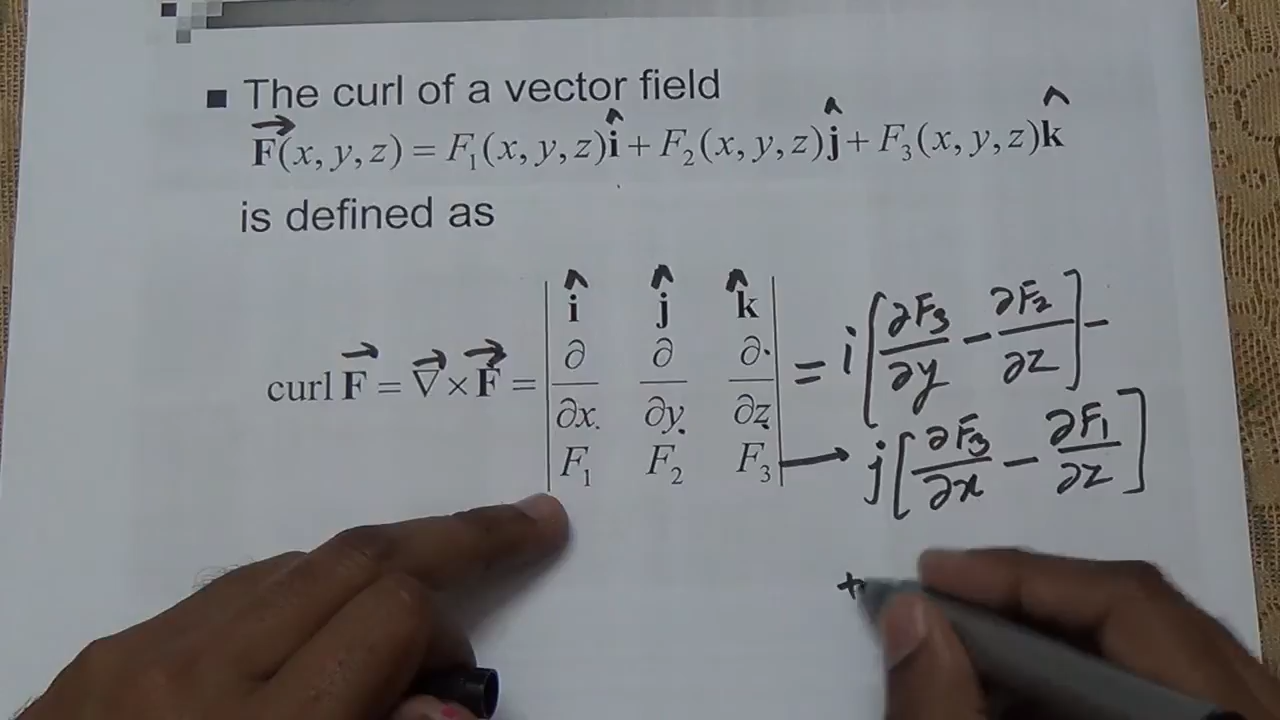 ■ The curl of a vector field
F⃗(x, y, z) = F₁(x, y, z)î + F₂(x, y, z)ĵ + F₃(x, y, z)k̂
is defined as
curl F⃗ = ∇⃗ × F⃗ = | î ĵ k̂ |
| ∂/∂x ∂/∂y ∂/∂z | = i[∂F₃/∂y − ∂F₂/∂z] −
| F₁ F₂ F₃ | → j[∂F₃/∂x − ∂F₁/∂z]
+